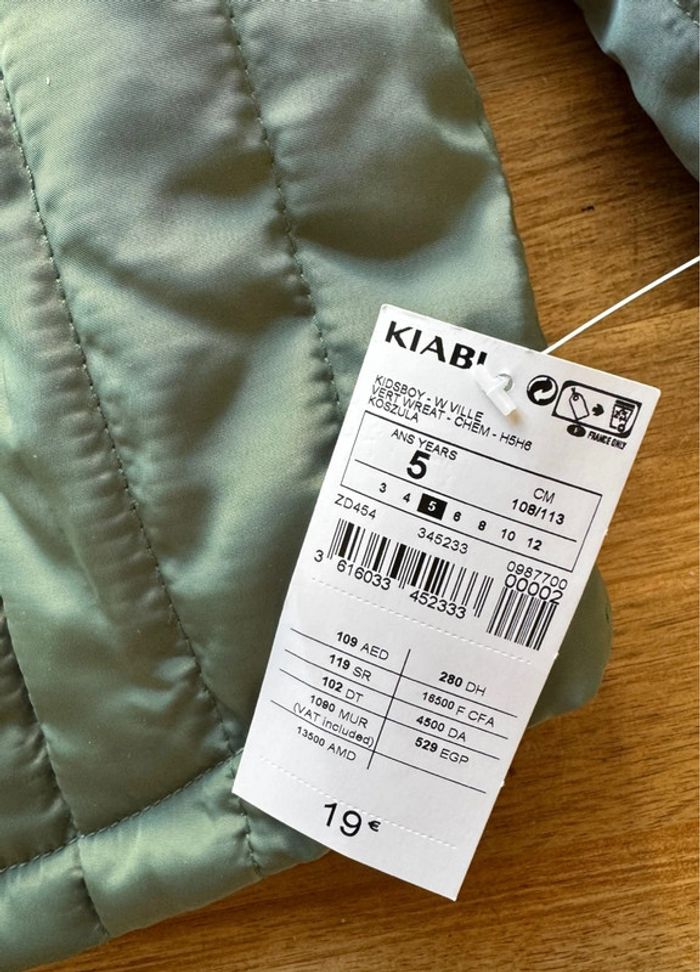 KIABI
KIDSBOY - W VILLE
VERT WREAT - CHEM - H5H6
KOSZULA
FRANCE ONLY
ANS YEARS
5
CM
108/113
3 4 5 6 8 10 12
ZD454
345233
0987700
00002
3 616033 452333
109 AED
119 SR
102 DT
1090 MUR
(VAT included)
13500 AMD
280 DH
16500 F CFA
4500 DA
529 EGP
19 €